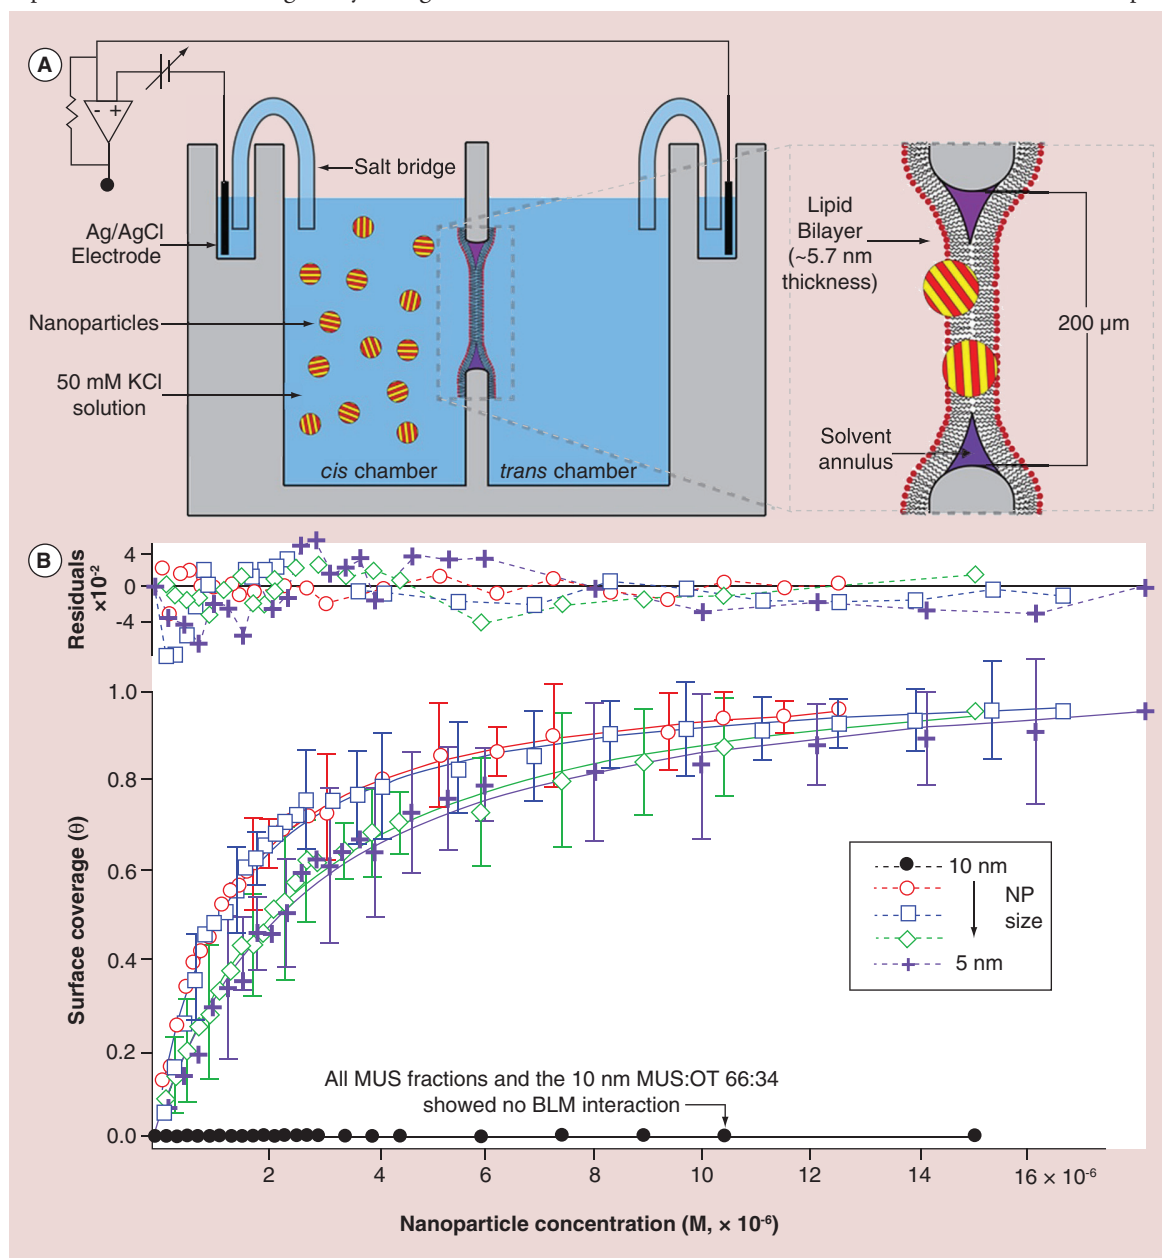 A
- +
Salt bridge
Ag/AgCl
Electrode
Nanoparticles
50 mM KCl
solution
cis chamber
trans chamber
Lipid
Bilayer
(~5.7 nm
thickness)
200 µm
Solvent
annulus
B
Residuals
×10-2
4
0
-4
Surface coverage (θ)
1.0
0.8
0.6
0.4
0.2
0.0
10 nm
NP
size
5 nm
All MUS fractions and the 10 nm MUS:OT 66:34
showed no BLM interaction
2
4
6
8
10
12
14
16 × 10-6
Nanoparticle concentration (M, × 10-6)